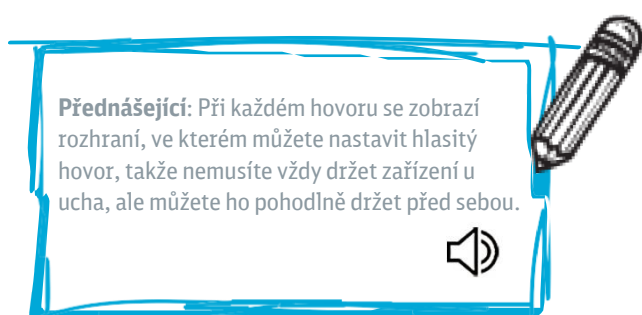 Přednášející: Při každém hovoru se zobrazí
rozhraní, ve kterém můžete nastavit hlasitý
hovor, takže nemusíte vždy držet zařízení u
ucha, ale můžete ho pohodlně držet před sebou.